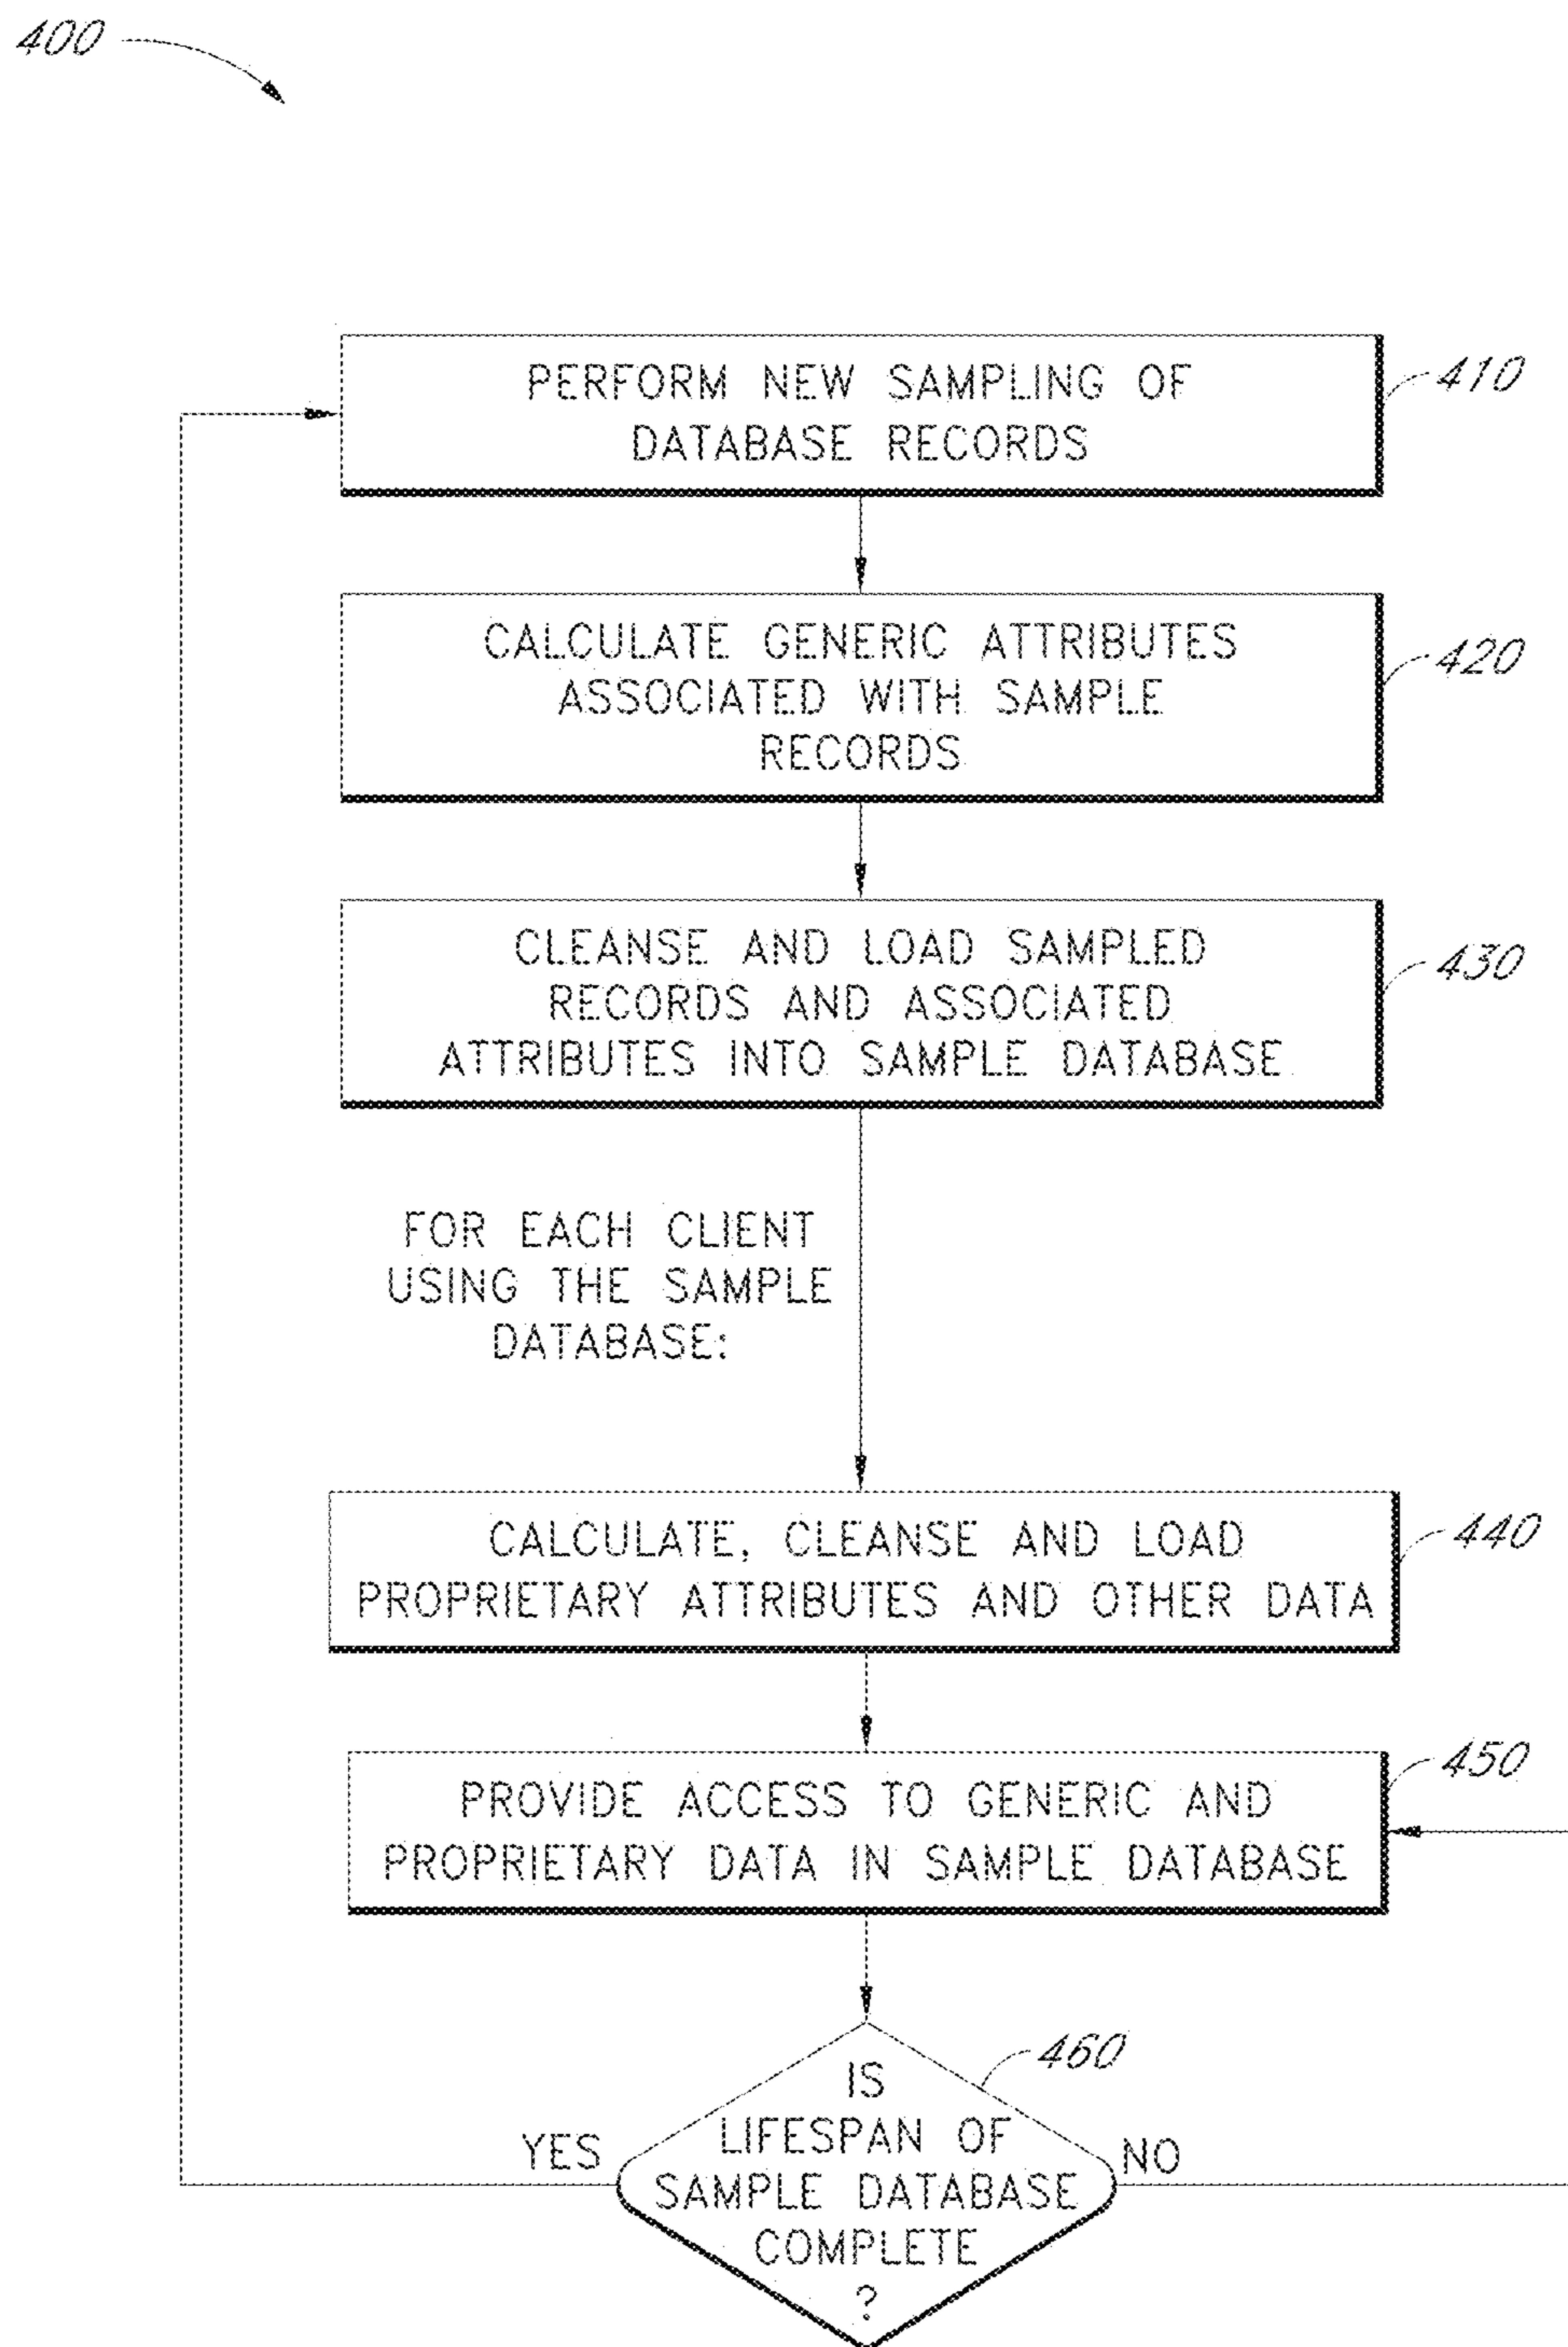 400
PERFORM NEW SAMPLING OF
DATABASE RECORDS
410
CALCULATE GENERIC ATTRIBUTES
ASSOCIATED WITH SAMPLE
RECORDS
420
CLEANSE AND LOAD SAMPLED
RECORDS AND ASSOCIATED
ATTRIBUTES INTO SAMPLE DATABASE
430
FOR EACH CLIENT
USING THE SAMPLE
DATABASE:
CALCULATE, CLEANSE AND LOAD
PROPRIETARY ATTRIBUTES AND OTHER DATA
440
PROVIDE ACCESS TO GENERIC AND
PROPRIETARY DATA IN SAMPLE DATABASE
450
460
IS
LIFESPAN OF
SAMPLE DATABASE
COMPLETE
?
YES
NO